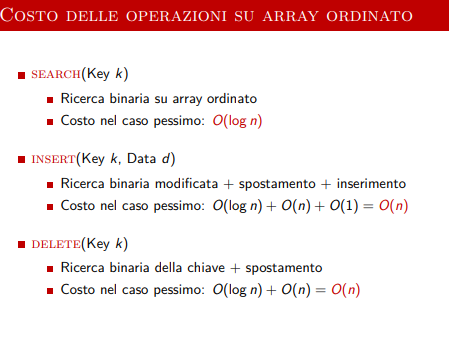 Costo delle operazioni su array ordinato
search(Key k)
Ricerca binaria su array ordinato
Costo nel caso pessimo: O(log n)
insert(Key k, Data d)
Ricerca binaria modificata + spostamento + inserimento
Costo nel caso pessimo: O(log n) + O(n) + O(1) = O(n)
delete(Key k)
Ricerca binaria della chiave + spostamento
Costo nel caso pessimo: O(log n) + O(n) = O(n)